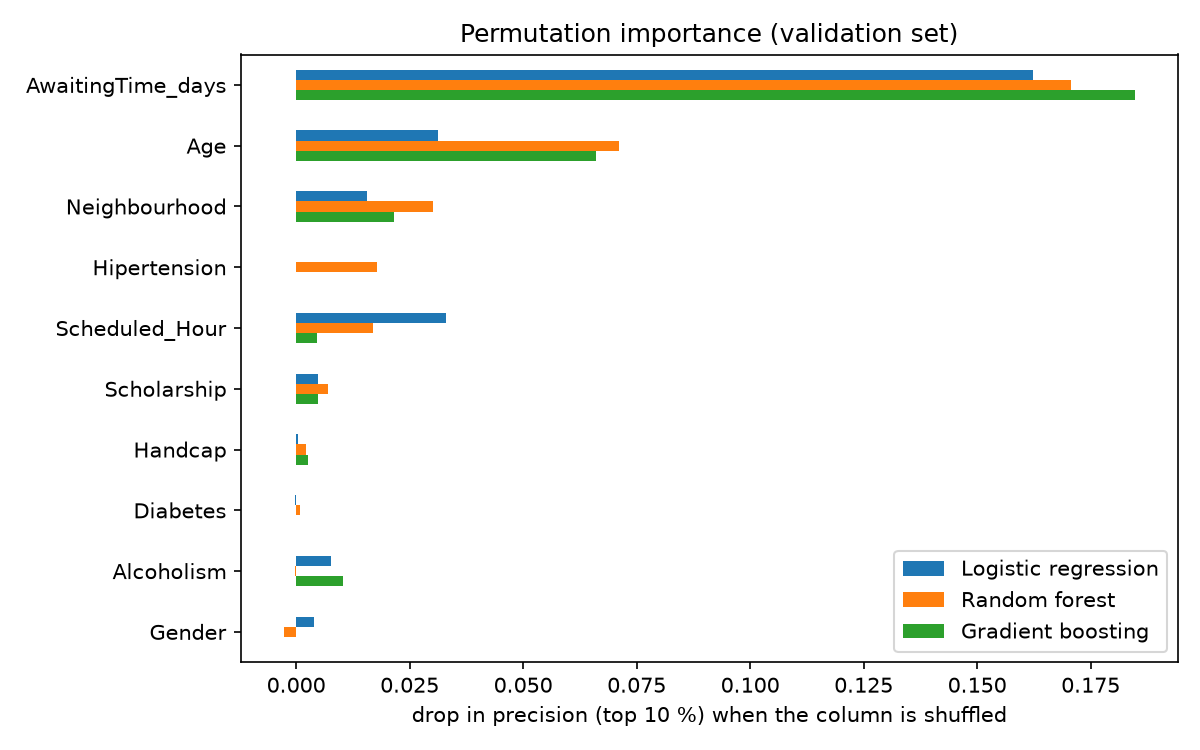 Permutation importance (validation set)
AwaitingTime_days
Age
Neighbourhood
Hipertension
Scheduled_Hour
Scholarship
Handcap
Diabetes
Alcoholism
Gender
Logistic regression
Random forest
Gradient boosting
0.000 0.025 0.050 0.075 0.100 0.125 0.150 0.175
drop in precision (top 10 %) when the column is shuffled